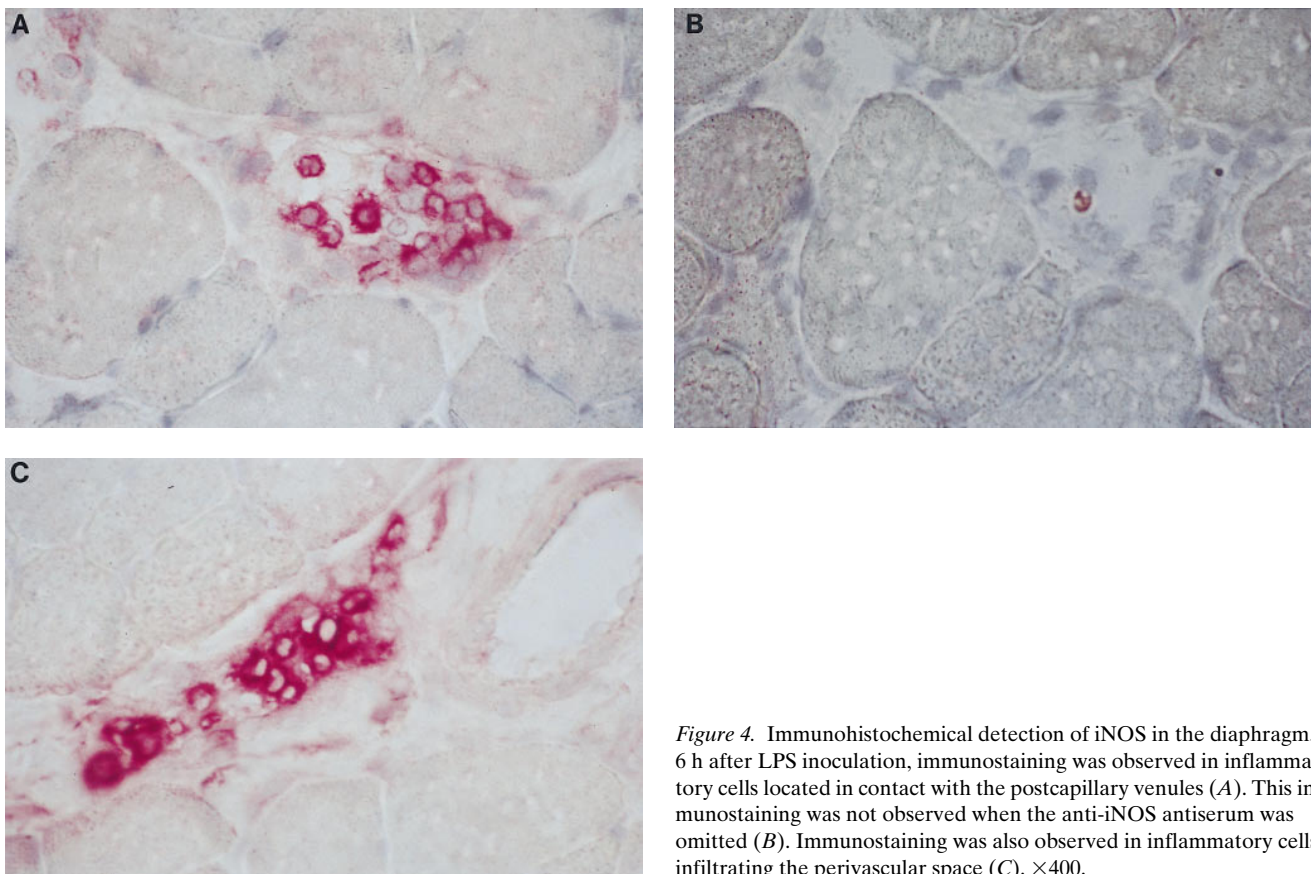 A
B
C
Figure 4. Immunohistochemical detection of iNOS in the diaphragm.
6 h after LPS inoculation, immunostaining was observed in inflamma
tory cells located in contact with the postcapillary venules (A). This in
munostaining was not observed when the anti-iNOS antiserum was
omitted (B). Immunostaining was also observed in inflammatory cell
infiltrating the perivascular space (C). ×400.